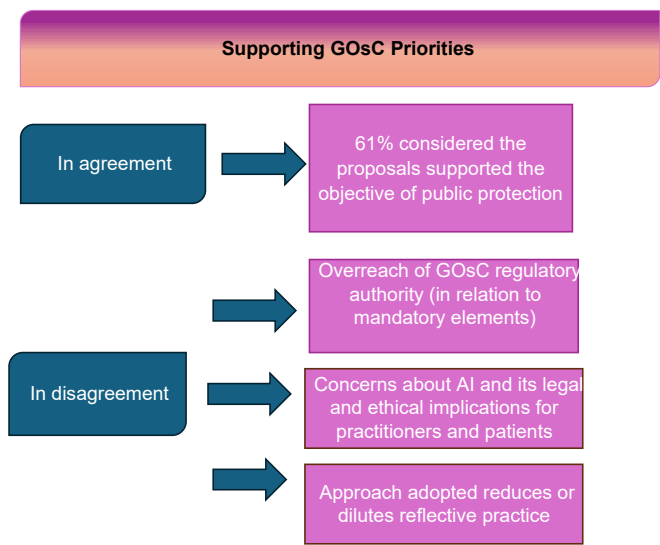 Supporting GOsC Priorities
In agreement
61% considered the
proposals supported the
objective of public protection
Overreach of GOsC regulatory
authority (in relation to
mandatory elements)
In disagreement
Concerns about AI and its legal
and ethical implications for
practitioners and patients
Approach adopted reduces or
dilutes reflective practice